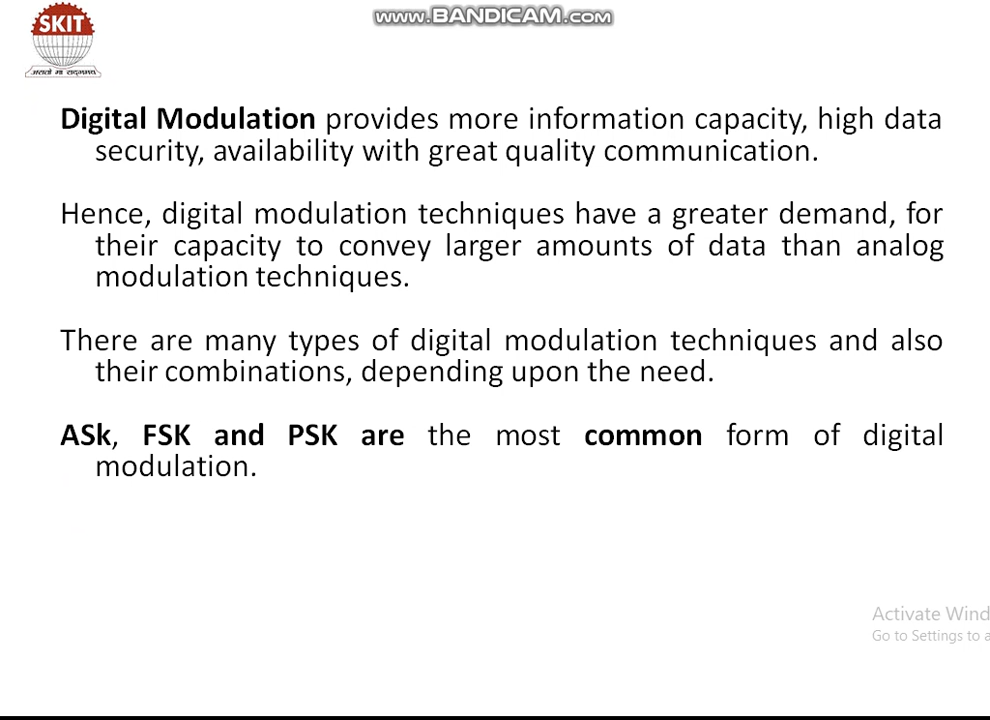 www.BANDICAM.com
SKIT
असतो मा सद्गमय
Digital Modulation provides more information capacity, high data
security, availability with great quality communication.
Hence, digital modulation techniques have a greater demand, for
their capacity to convey larger amounts of data than analog
modulation techniques.
There are many types of digital modulation techniques and also
their combinations, depending upon the need.
ASk, FSK and PSK are the most common form of digital
modulation.
Activate Wind
Go to Settings to a